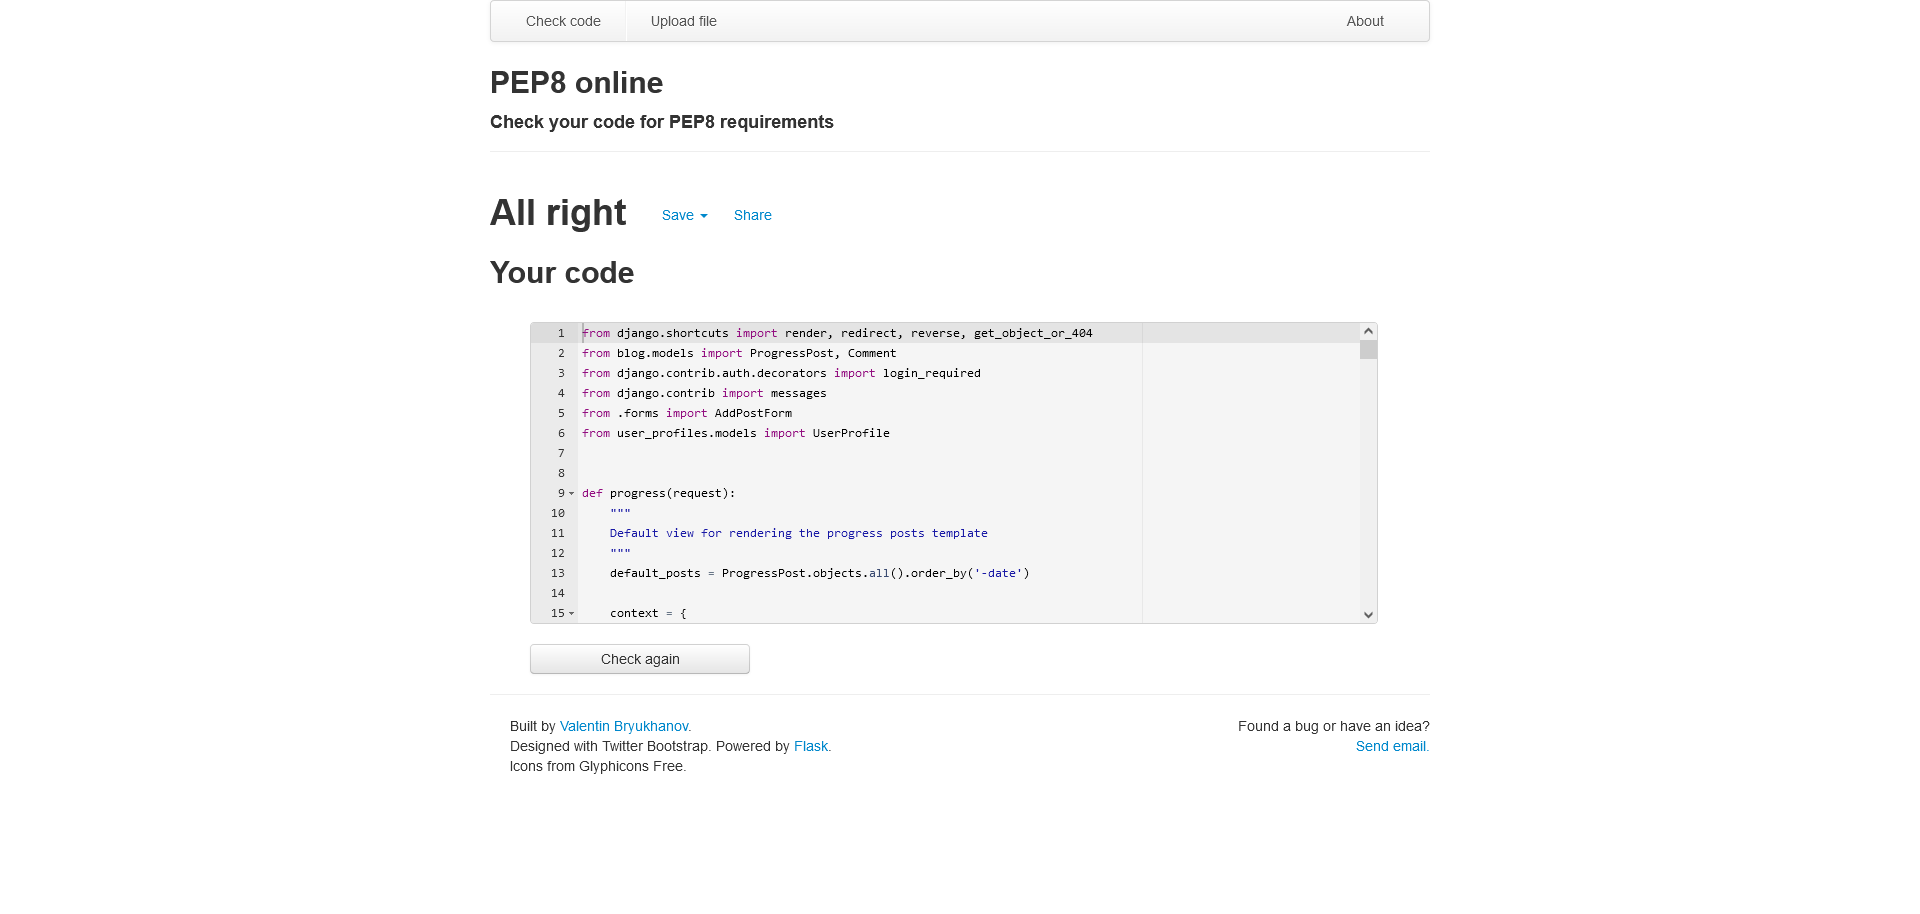 Check code Upload file About
PEP8 online
Check your code for PEP8 requirements
All right Save Share
Your code
1 from django.shortcuts import render, redirect, reverse, get_object_or_404
2 from blog.models import ProgressPost, Comment
3 from django.contrib.auth.decorators import login_required
4 from django.contrib import messages
5 from .forms import AddPostForm
6 from user_profiles.models import UserProfile
7
8
9 def progress(request):
10 """
11 Default view for rendering the progress posts template
12 """
13 default_posts = ProgressPost.objects.all().order_by('-date')
14
15 context = {
Check again
Built by Valentin Bryukhanov. Found a bug or have an idea?
Designed with Twitter Bootstrap. Powered by Flask. Send email.
Icons from Glyphicons Free.